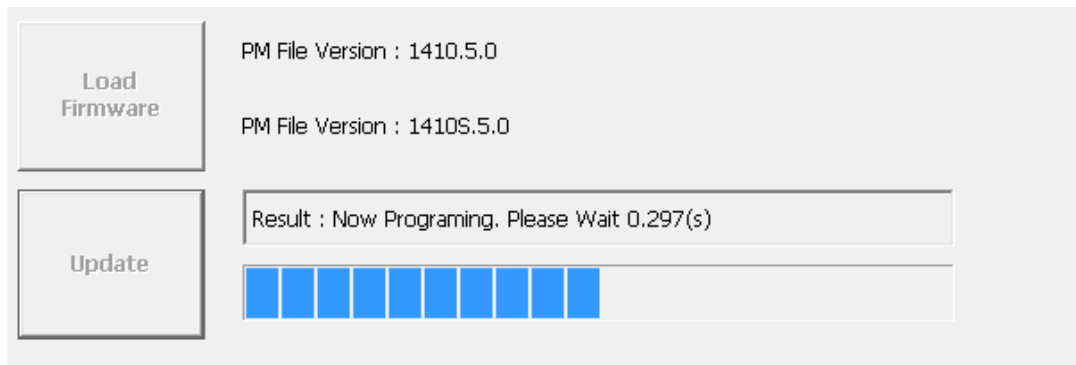 Load
Firmware
PM File Version : 1410.5.0
PM File Version : 1410S.5.0
Update
Result : Now Programing. Please Wait 0.297(s)